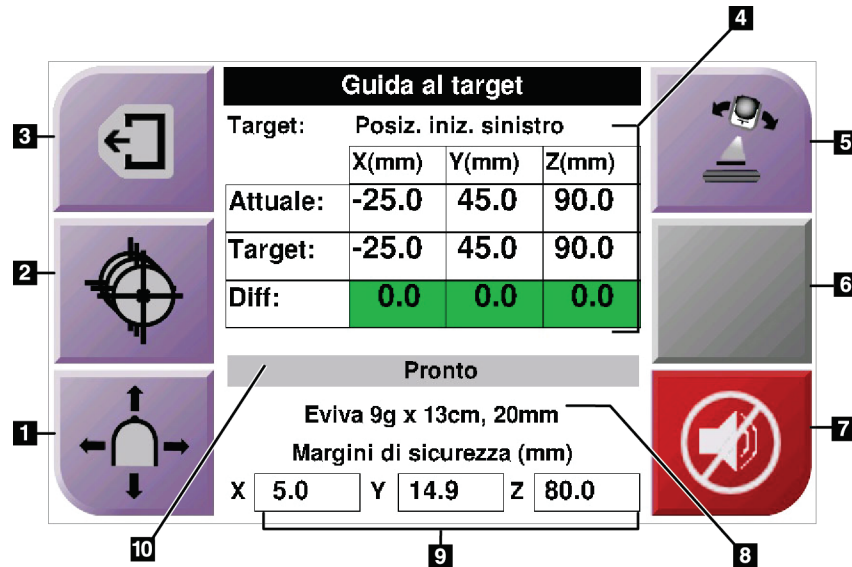 4
Guida al target
Target: Posiz. iniz. sinistro
3
5
X(mm) Y(mm) Z(mm)
Attuale: -25.0 45.0 90.0
Target: -25.0 45.0 90.0
2
6
Diff: 0.0 0.0 0.0
Pronto
Eviva 9g x 13cm, 20mm
1
7
Margini di sicurezza (mm)
X 5.0 Y 14.9 Z 80.0
10
9
8